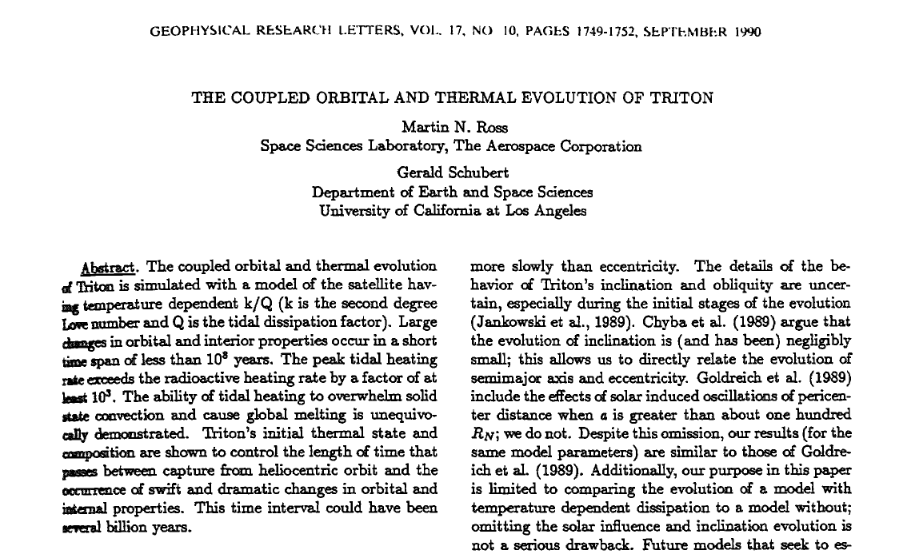 GEOPHYSICAL RESEARCH LETTERS, VOL. 17, NO 10, PAGES 1749-1752, SEPTEMBER 1990
THE COUPLED ORBITAL AND THERMAL EVOLUTION OF TRITON
Martin N. Ross
Space Sciences Laboratory, The Aerospace Corporation
Gerald Schubert
Department of Earth and Space Sciences
University of California at Los Angeles
Abstract. The coupled orbital and thermal evolution
of Triton is simulated with a model of the satellite hav-
ing temperature dependent k/Q (k is the second degree
Love number and Q is the tidal dissipation factor). Large
changes in orbital and interior properties occur in a short
time span of less than 10⁸ years. The peak tidal heating
rate exceeds the radioactive heating rate by a factor of at
least 10³. The ability of tidal heating to overwhelm solid
state convection and cause global melting is unequivo-
cally demonstrated. Triton's initial thermal state and
composition are shown to control the length of time that
passes between capture from heliocentric orbit and the
occurrence of swift and dramatic changes in orbital and
internal properties. This time interval could have been
several billion years.
more slowly than eccentricity. The details of the be-
havior of Triton's inclination and obliquity are uncer-
tain, especially during the initial stages of the evolution
(Jankowski et al., 1989). Chyba et al. (1989) argue that
the evolution of inclination is (and has been) negligibly
small; this allows us to directly relate the evolution of
semimajor axis and eccentricity. Goldreich et al. (1989)
include the effects of solar induced oscillations of pericen-
ter distance when a is greater than about one hundred
R_N; we do not. Despite this omission, our results (for the
same model parameters) are similar to those of Goldre-
ich et al. (1989). Additionally, our purpose in this paper
is limited to comparing the evolution of a model with
temperature dependent dissipation to a model without;
omitting the solar influence and inclination evolution is
not a serious drawback. Future models that seek to es-